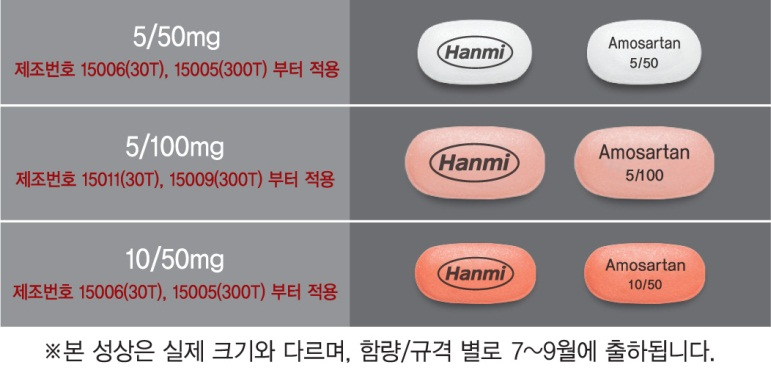 5/50mg
제조번호 15006(30T), 15005(300T) 부터 적용
Hanmi
Amosartan
5/50
5/100mg
제조번호 15011(30T), 15009(300T) 부터 적용
Hanmi
Amosartan
5/100
10/50mg
제조번호 15006(30T), 15005(300T) 부터 적용
Hanmi
Amosartan
10/50
※본 성상은 실제 크기와 다르며, 함량/규격 별로 7~9월에 출하됩니다.